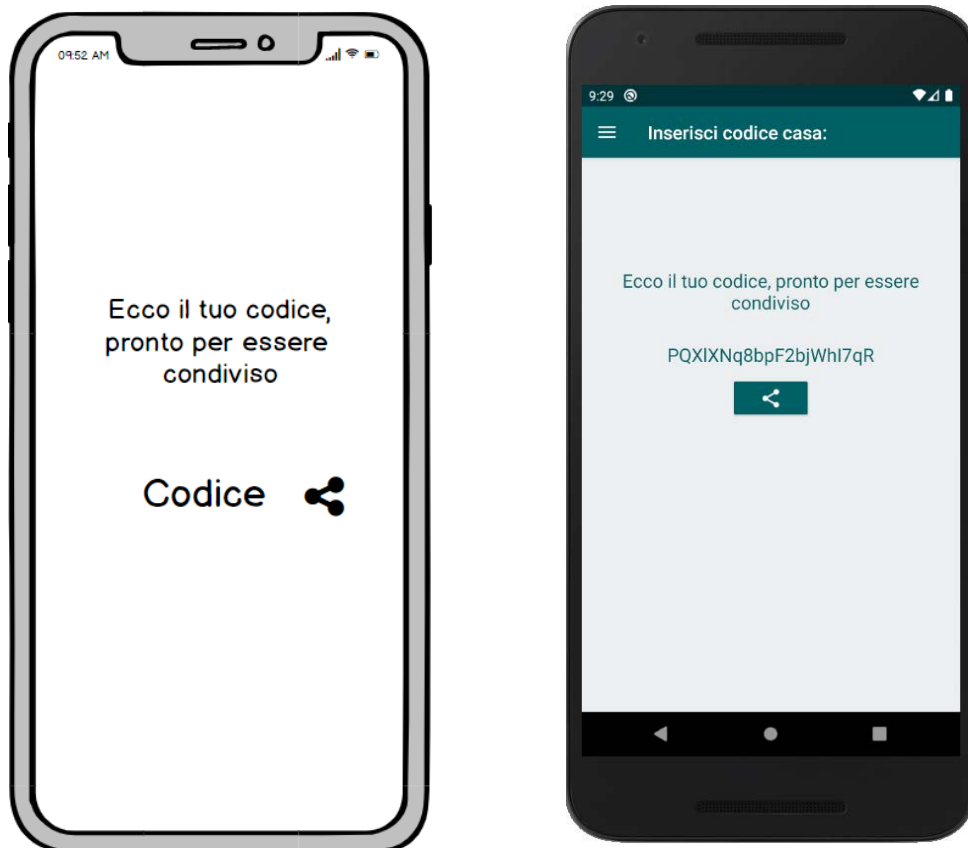 09:52 AM
Ecco il tuo codice,
pronto per essere
condiviso
Codice
9:29
Inserisci codice casa:
Ecco il tuo codice, pronto per essere
condiviso
PQXlXNq8bpF2bjWhI7qR